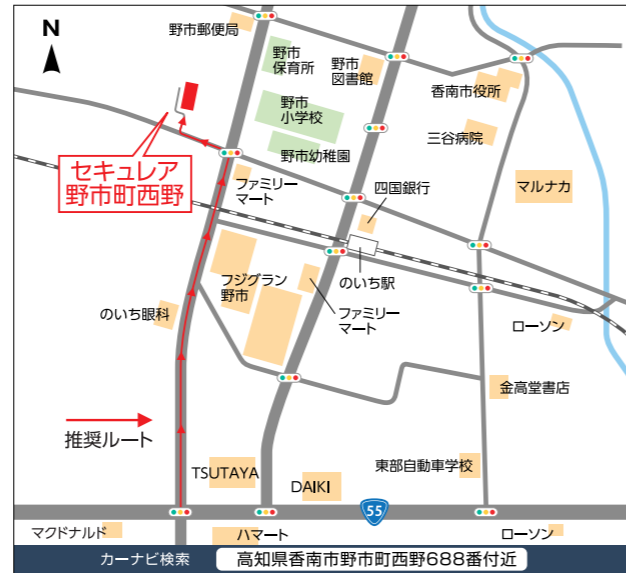 野市郵便局
N
野市
保育所
野市
図書館
香南市役所
野市
小学校
三谷病院
野市幼稚園
セキュレア
野市町西野
ファミリー
マート
四国銀行
マルナカ
のいち駅
フジグラン
野市
ファミリー
マート
のいち眼科
ローソン
金高堂書店
推奨ルート
TSUTAYA
DAIKI
東部自動車学校
55
マクドナルド
ハマート
ローソン
カーナビ検索
高知県香南市野市町西野688番付近